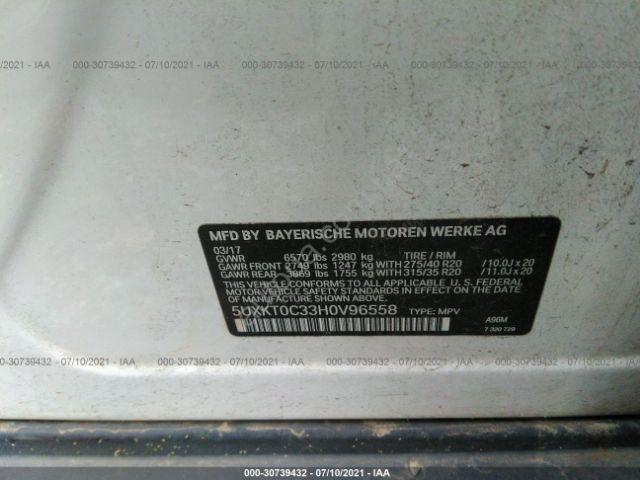 000-30739432 - 07/10/2021 - IAA
MFD BY BAYERISCHE MOTOREN WERKE AG
03/17
GVWR 6570 lbs 2980 kg TIRE / RIM
GAWR FRONT 2749 lbs 1247 kg WITH 275/40 R20 /10.0J x 20
GAWR REAR 3869 lbs 1755 kg WITH 315/35 R20 /11.0J x 20
THIS VEHICLE CONFORMS TO ALL APPLICABLE U.S. FEDERAL
MOTOR VEHICLE SAFETY, BUMPER, AND THEFT PREVENTION
STANDARDS IN EFFECT ON THE DATE OF MANUFACTURE SHOWN ABOVE.
5UXKT0C33H0V96558 TYPE: MPV A96M
7 320 729
000-30739432 - 07/10/2021 - IAA
000-30739432 - 07/10/2021 - IAA